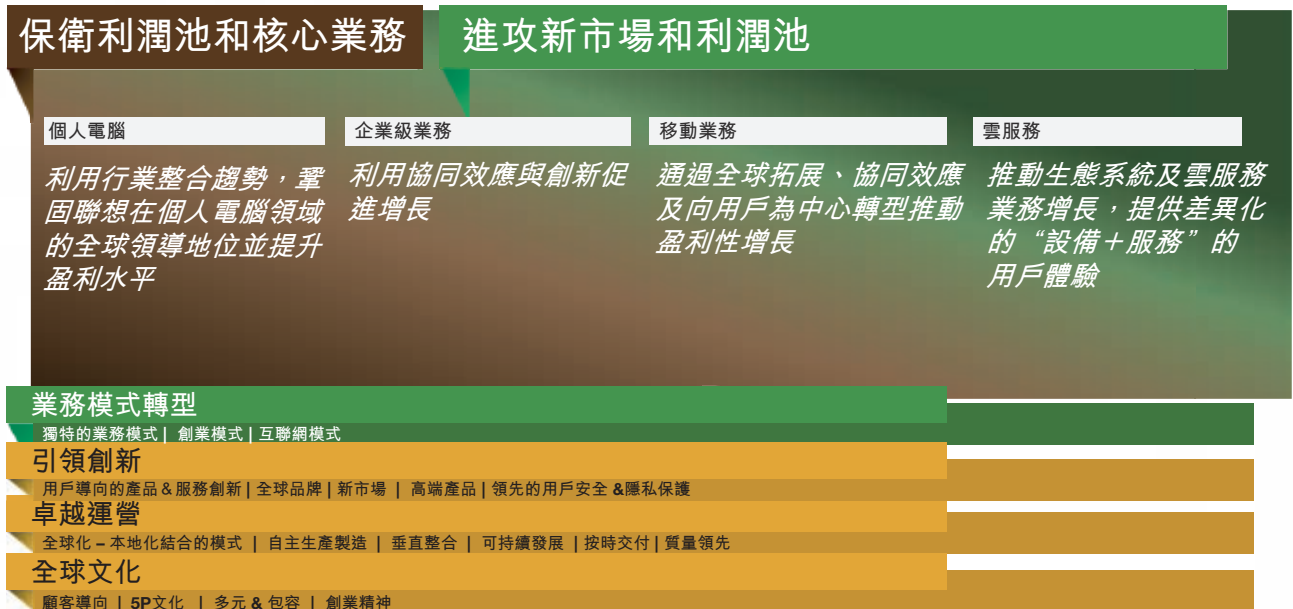 保衛利潤池和核心業務
進攻新市場和利潤池
個人電腦
利用行業整合趨勢，鞏
固聯想在個人電腦領域
的全球領導地位並提升
盈利水平
企業級業務
利用協同效應與創新促
進增長
移動業務
通過全球拓展、協同效應
及向用戶為中心轉型推動
盈利性增長
雲服務
推動生態系統及雲服務
業務增長，提供差異化
的“設備＋服務”的
用戶體驗
業務模式轉型
獨特的業務模式 | 創業模式 | 互聯網模式
引領創新
用戶導向的產品＆服務創新 | 全球品牌 | 新市場 | 高端產品 | 領先的用戶安全 &隱私保護
卓越運營
全球化 – 本地化結合的模式 | 自主生產製造 | 垂直整合 | 可持續發展 | 按時交付 | 質量領先
全球文化
顧客導向 | 5P文化 | 多元 & 包容 | 創業精神